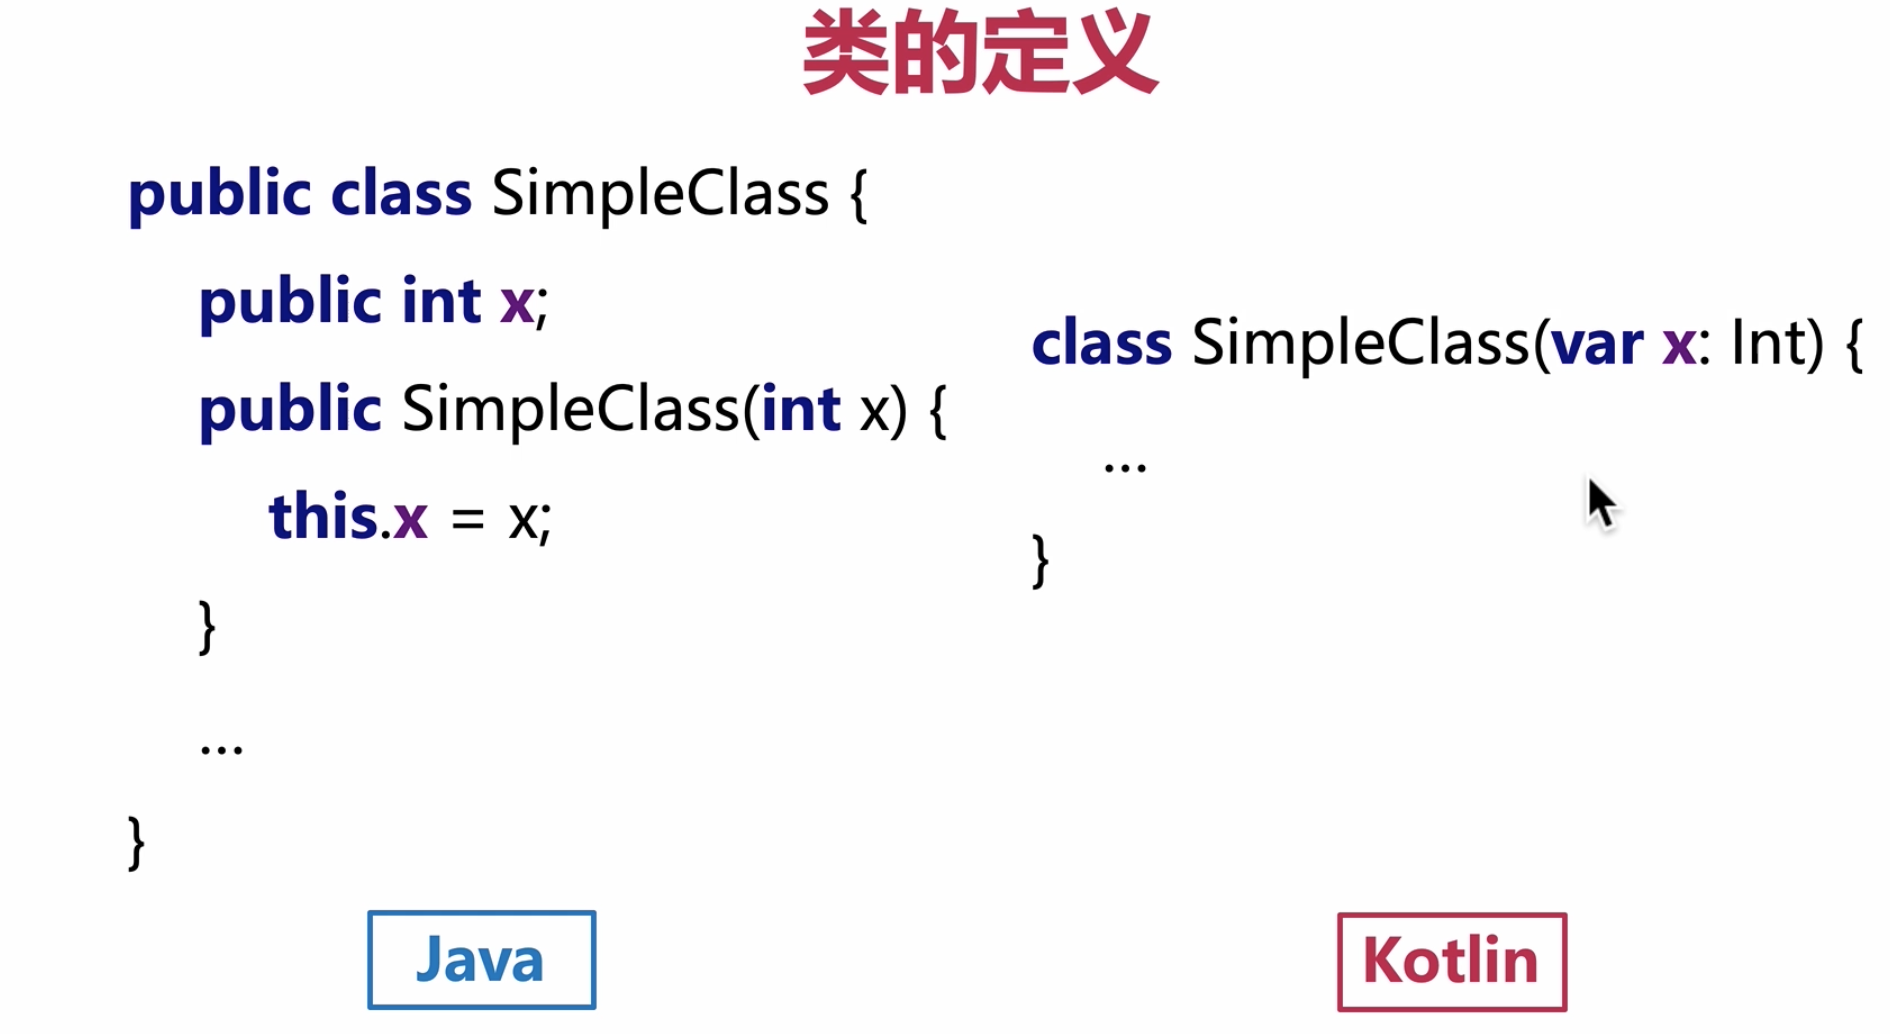 类的定义
public class SimpleClass {
public int x;
public SimpleClass(int x) {
this.x = x;
}
...
}
Java
class SimpleClass(var x: Int) {
...
}
Kotlin